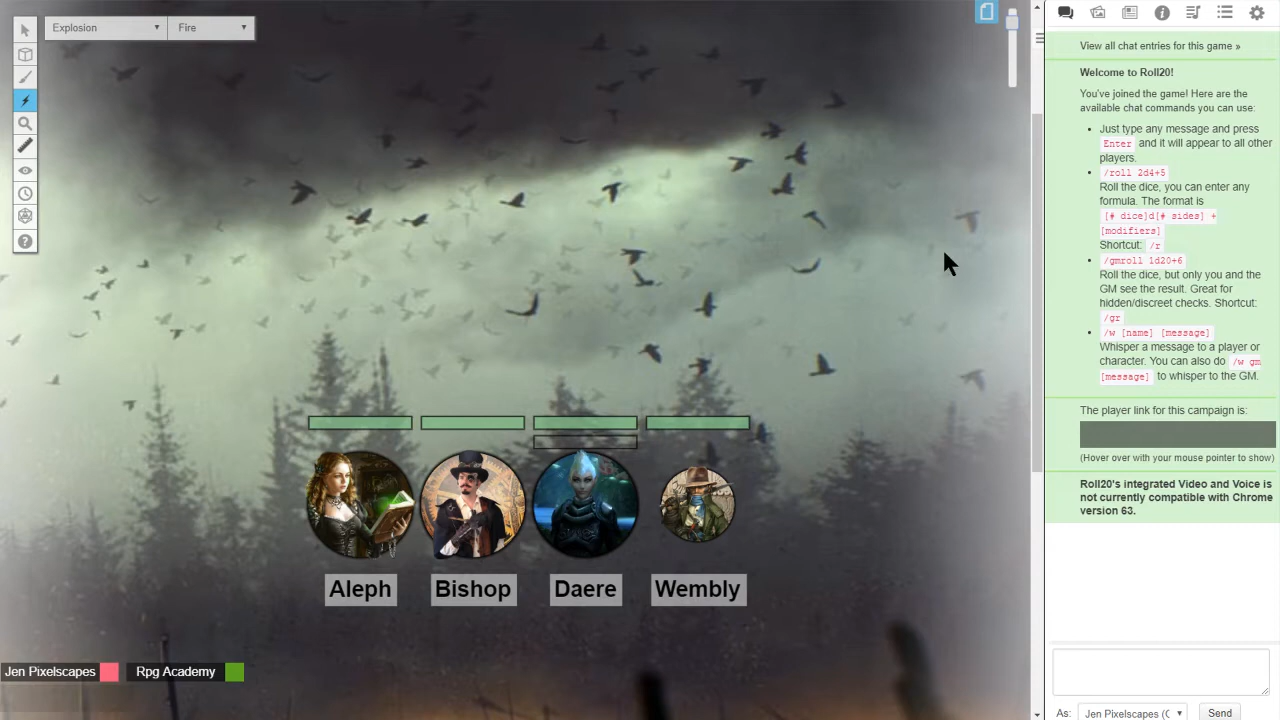 Explosion
Fire
View all chat entries for this game »
Welcome to Roll20!
You've joined the game! Here are the
available chat commands you can use:
Just type any message and press
Enter and it will appear to all other
players.
/roll 2d4+5
Roll the dice, you can enter any
formula. The format is
[# dice]d[# sides] +
[modifiers]
Shortcut: /r
/gmroll 1d20+6
Roll the dice, but only you and the
GM see the result. Great for
hidden/discreet checks. Shortcut:
/gr
/w [name] [message]
Whisper a message to a player or
character. You can also do /w gm
[message] to whisper to the GM.
The player link for this campaign is:
(Hover over with your mouse pointer to show)
Roll20's integrated Video and Voice is
not currently compatible with Chrome
version 63.
Aleph
Bishop
Daere
Wembly
Jen Pixelscapes
Rpg Academy
As: Jen Pixelscapes (
Send